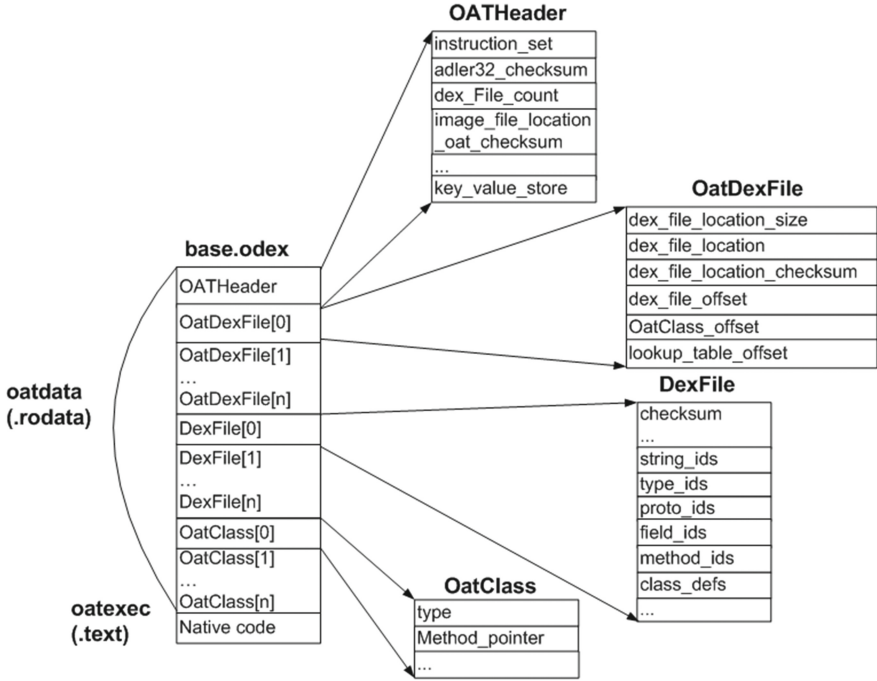 OATHeader
instruction_set
adler32_checksum
dex_File_count
image_file_location
_oat_checksum
...
key_value_store
OatDexFile
dex_file_location_size
dex_file_location
dex_file_location_checksum
dex_file_offset
OatClass_offset
lookup_table_offset
base.odex
OATHeader
OatDexFile[0]
OatDexFile[1]
...
OatDexFile[n]
DexFile[0]
DexFile[1]
...
DexFile[n]
OatClass[0]
OatClass[1]
...
OatClass[n]
Native code
oatdata
(.rodata)
oatexec
(.text)
DexFile
checksum
...
string_ids
type_ids
proto_ids
field_ids
method_ids
class_defs
...
OatClass
type
Method_pointer
...